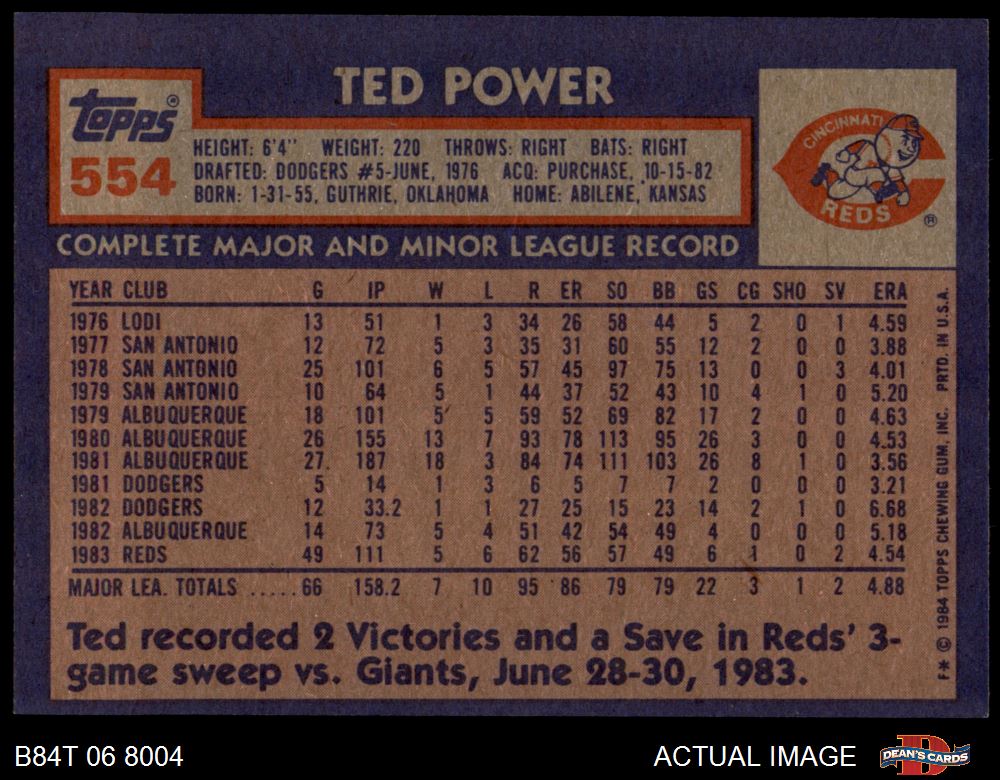 TED POWER
Topps®
554
HEIGHT: 6'4" WEIGHT: 220 THROWS: RIGHT BATS: RIGHT
DRAFTED: DODGERS #5-JUNE, 1976 ACQ: PURCHASE, 10-15-82
BORN: 1-31-55, GUTHRIE, OKLAHOMA HOME: ABILENE, KANSAS
CINCINNATI
REDS
®
COMPLETE MAJOR AND MINOR LEAGUE RECORD
YEAR CLUB G IP W L R ER SO BB GS CG SHO SV ERA
1976 LODI 13 51 1 3 34 26 58 44 5 2 0 1 4.59
1977 SAN ANTONIO 12 72 5 3 35 31 60 55 12 2 0 0 3.88
1978 SAN ANTONIO 25 101 6 5 57 45 97 75 13 0 0 3 4.01
1979 SAN ANTONIO 10 64 5 1 44 37 52 43 10 4 1 0 5.20
1979 ALBUQUERQUE 18 101 5 5 59 52 69 82 17 2 0 0 4.63
1980 ALBUQUERQUE 26 155 13 7 93 78 113 95 26 3 0 0 4.53
1981 ALBUQUERQUE 27 187 18 3 84 74 111 103 26 8 1 0 3.56
1981 DODGERS 5 14 1 3 6 5 7 7 2 0 0 0 3.21
1982 DODGERS 12 33.2 1 1 27 25 15 23 14 2 1 0 6.68
1982 ALBUQUERQUE 14 73 5 4 51 42 54 49 4 0 0 0 5.18
1983 REDS 49 111 5 6 62 56 57 49 6 1 0 2 4.54
MAJOR LEA. TOTALS .....66 158.2 7 10 95 86 79 79 22 3 1 2 4.88
Ted recorded 2 Victories and a Save in Reds' 3-
game sweep vs. Giants, June 28-30, 1983.
F* © 1984 TOPPS CHEWING GUM, INC. PRTD. IN U.S.A.
B84T 06 8004
ACTUAL IMAGE
D
DEAN'S CARDS